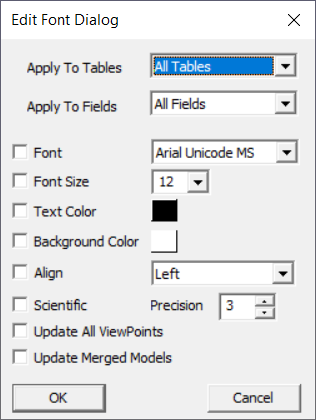 Edit Font Dialog
Apply To Tables All Tables
Apply To Fields All Fields
Font Arial Unicode MS
Font Size 12
Text Color
Background Color
Align Left
Scientific Precision 3
Update All ViewPoints
Update Merged Models
OK Cancel